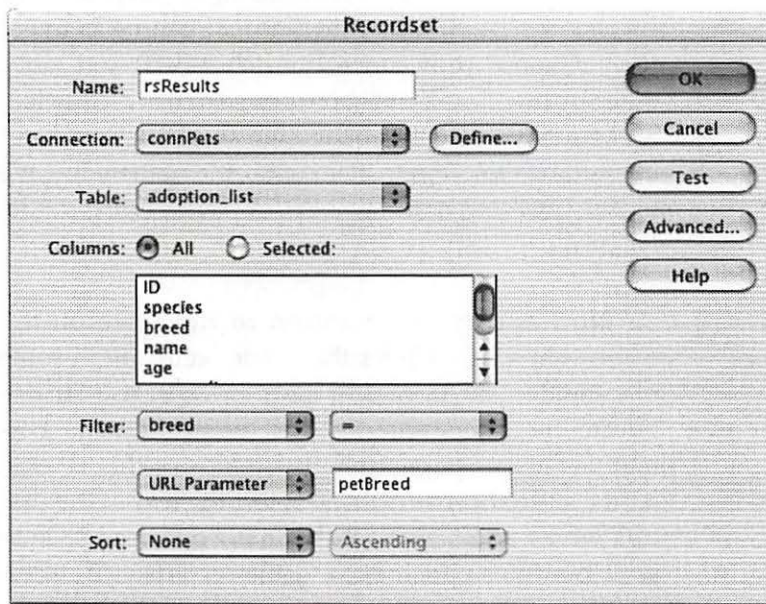 Recordset
Name: rsResults
OK
Connection: connPets Define...
Cancel
Table: adoption_list
Test
Columns: All Selected:
Advanced...
Help
ID
species
breed
name
age
Filter: breed =
URL Parameter petBreed
Sort: None Ascending